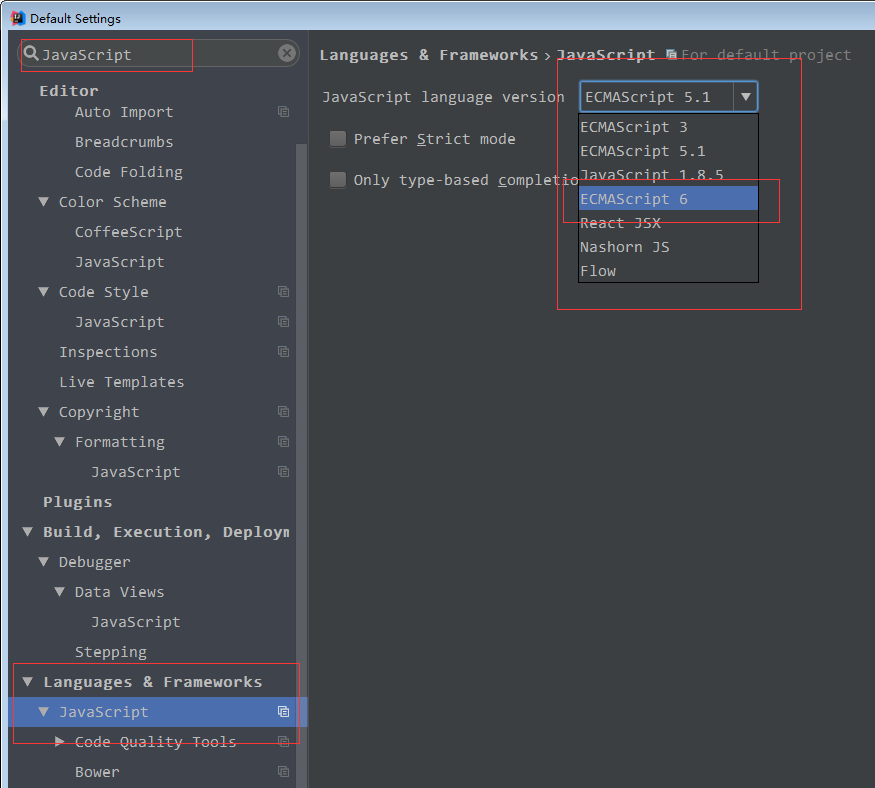 Default Settings
JavaScript
Editor
Auto Import
Breadcrumbs
Code Folding
Color Scheme
CoffeeScript
JavaScript
Code Style
JavaScript
Inspections
Live Templates
Copyright
Formatting
JavaScript
Plugins
Build, Execution, Deploym
Debugger
Data Views
JavaScript
Stepping
Languages & Frameworks
JavaScript
Code Quality Tools
Bower
Languages & Frameworks › JavaScript For default project
JavaScript language version ECMAScript 5.1
Prefer Strict mode
Only type-based completio
ECMAScript 3
ECMAScript 5.1
JavaScript 1.8.5
ECMAScript 6
React JSX
Nashorn JS
Flow